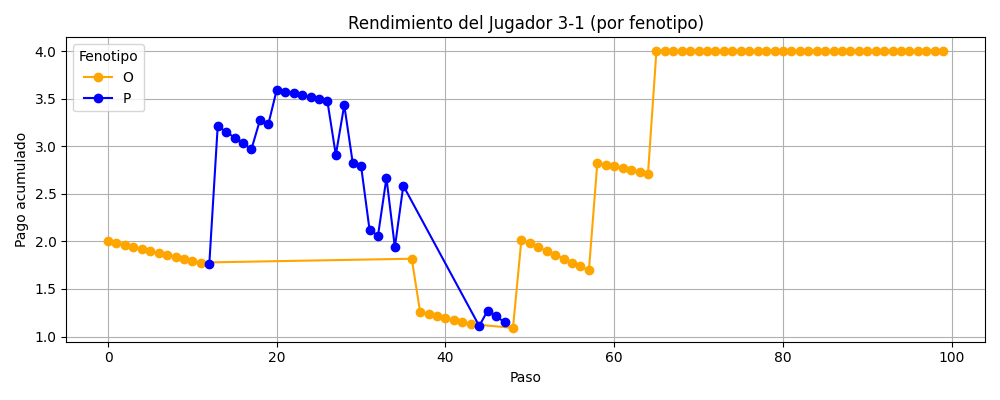 Rendimiento del Jugador 3-1 (por fenotipo)
Pago acumulado
4.0
3.5
3.0
2.5
2.0
1.5
1.0
Fenotipo
O
P
0 20 40 60 80 100
Paso